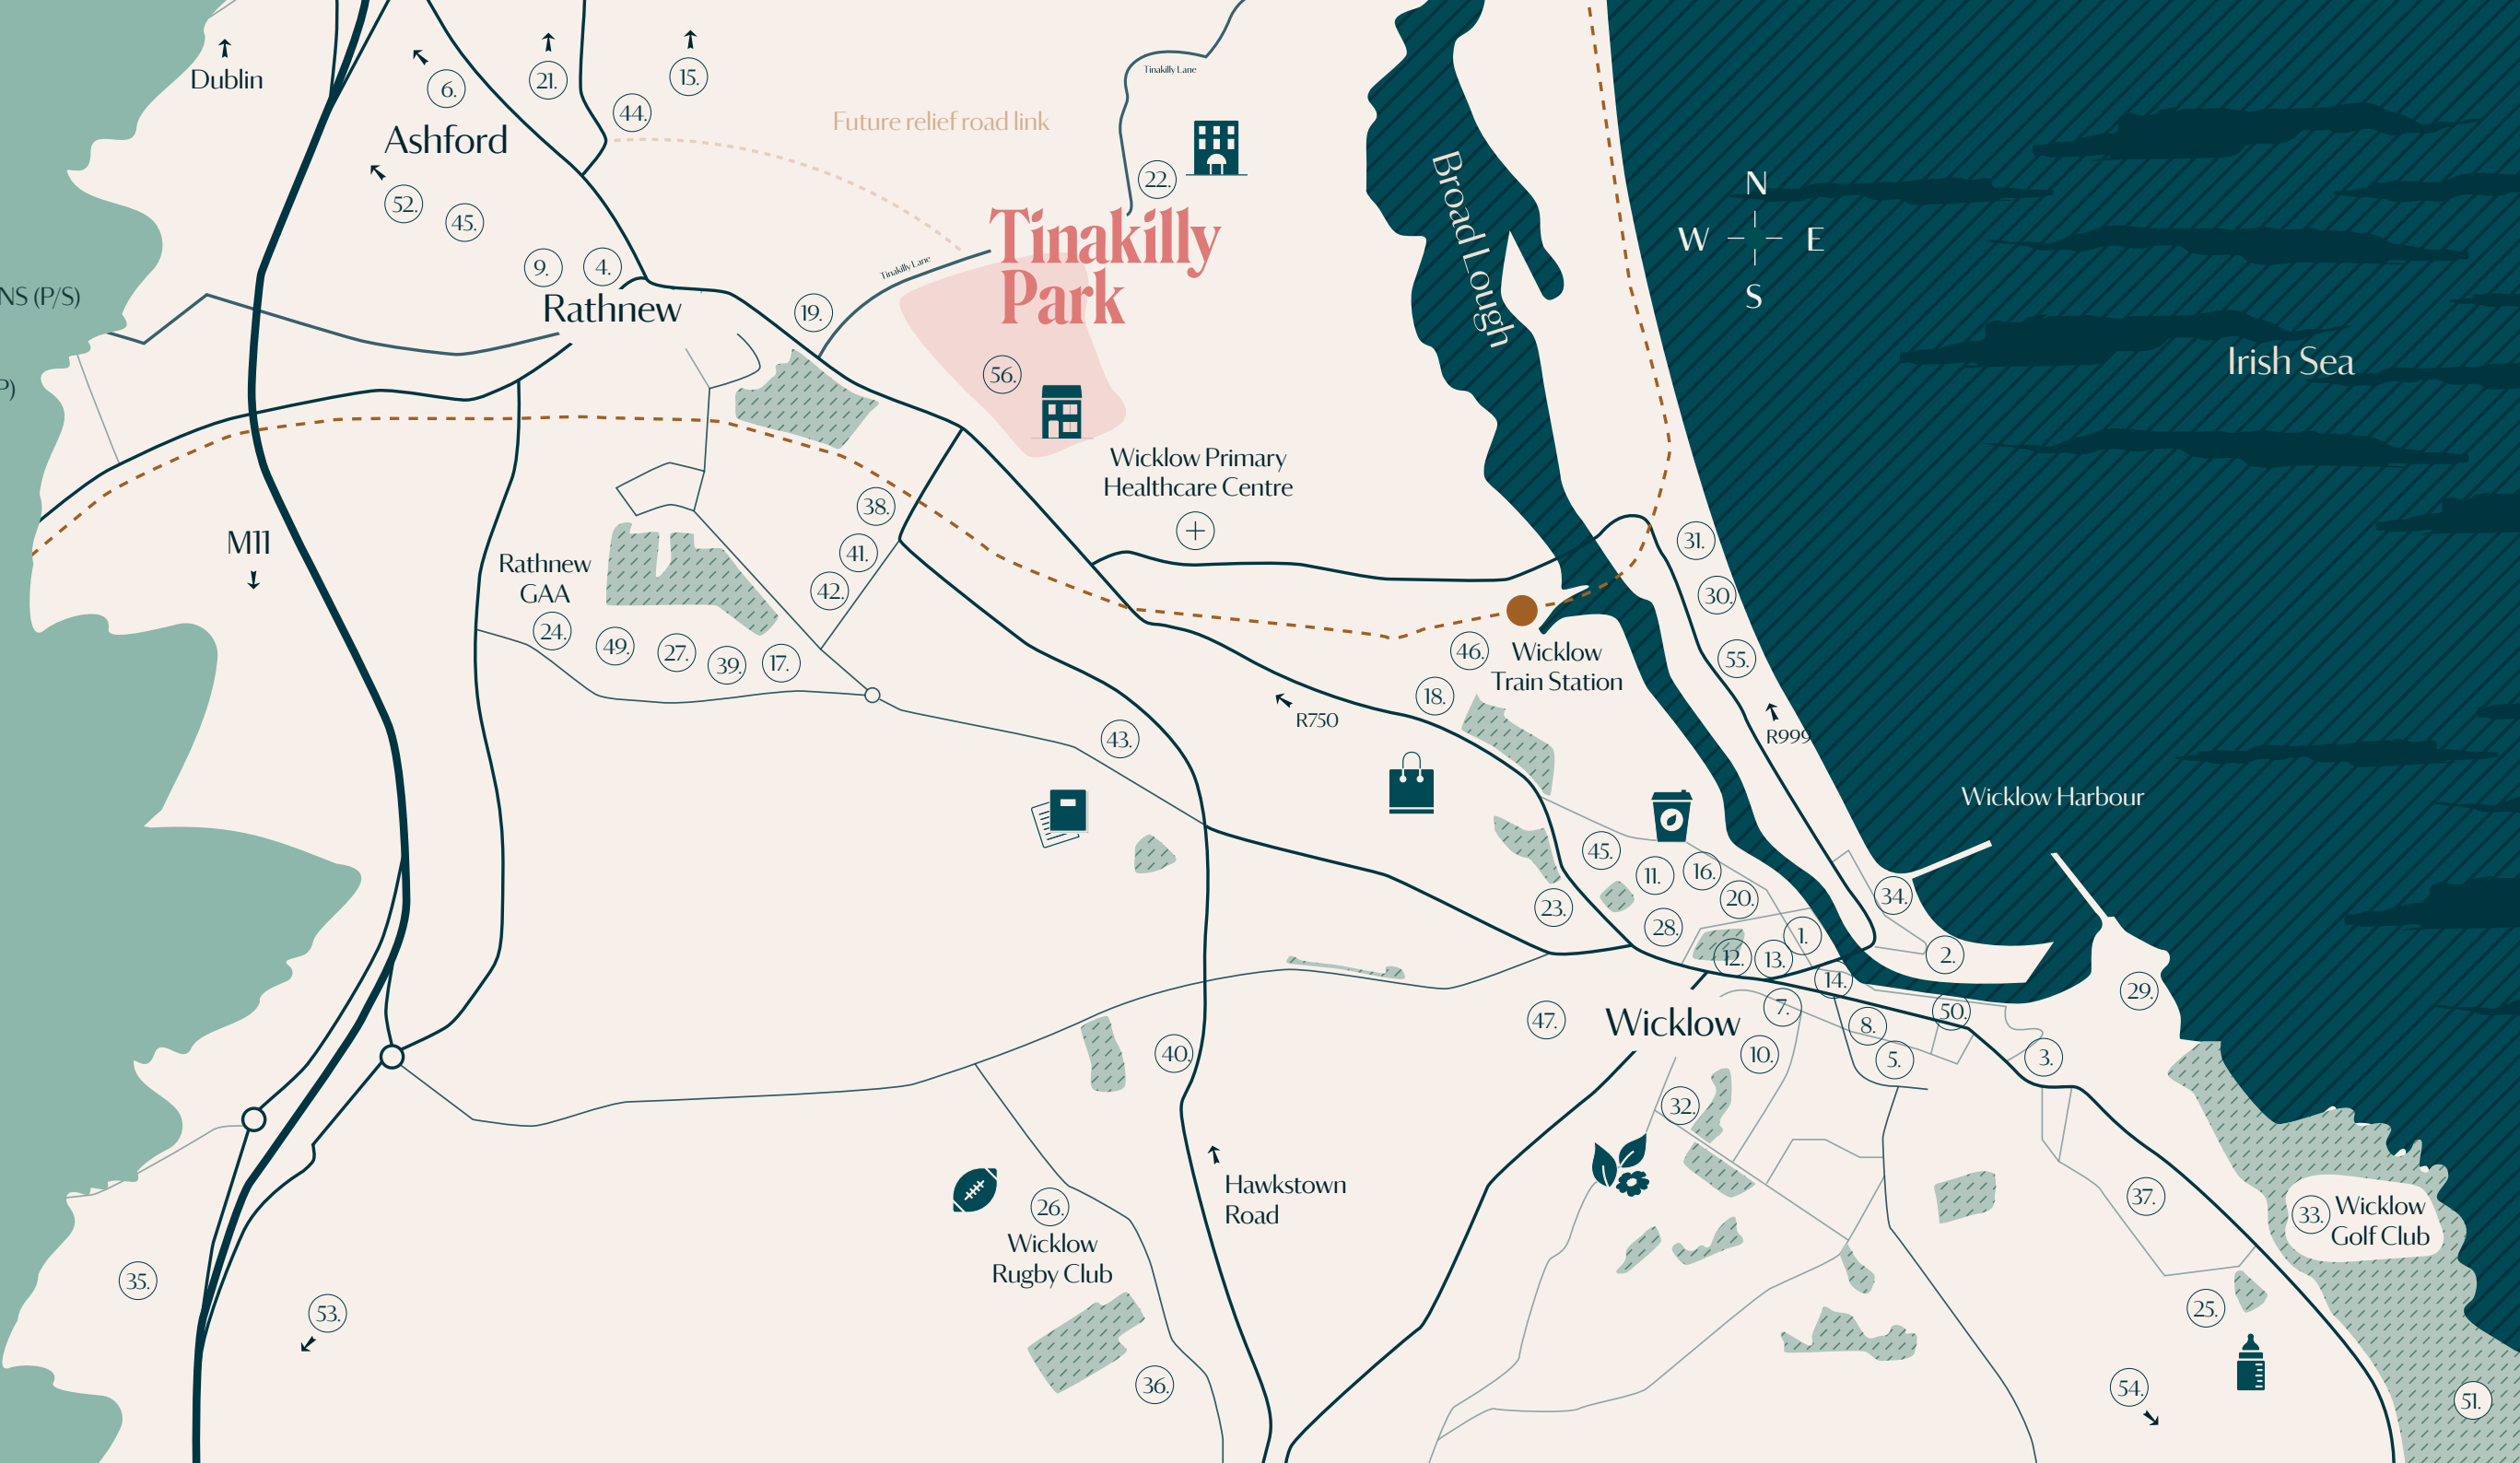 Dublin
6.
21.
15.
44.
Ashford
52.
45.
9.
4.
Rathnew
Future relief road link
Tinakilly Lane
22.
Tinakilly
Park
Tinakilly Lane
19.
56.
Broad Lough
N
W
E
S
Irish Sea
NS (P/S)
P)
M11
Wicklow Primary
Healthcare Centre
38.
41.
42.
Rathnew
GAA
24.
49.
27.
39.
17.
31.
30.
55.
46.
Wicklow
Train Station
18.
R750
R999
43.
Wicklow Harbour
45.
11.
16.
20.
23.
28.
34.
1.
12.
13.
2.
14.
29.
47.
Wicklow
7.
50.
8.
10.
5.
3.
40.
32.
Hawkstown
Road
26.
Wicklow
Rugby Club
37.
33.
Wicklow
Golf Club
35.
53.
25.
36.
54.
51.